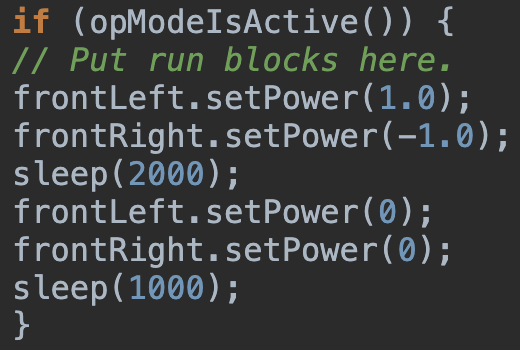 if (opModeIsActive()) {
// Put run blocks here.
frontLeft.setPower(1.0);
frontRight.setPower(-1.0);
sleep(2000);
frontLeft.setPower(0);
frontRight.setPower(0);
sleep(1000);
}